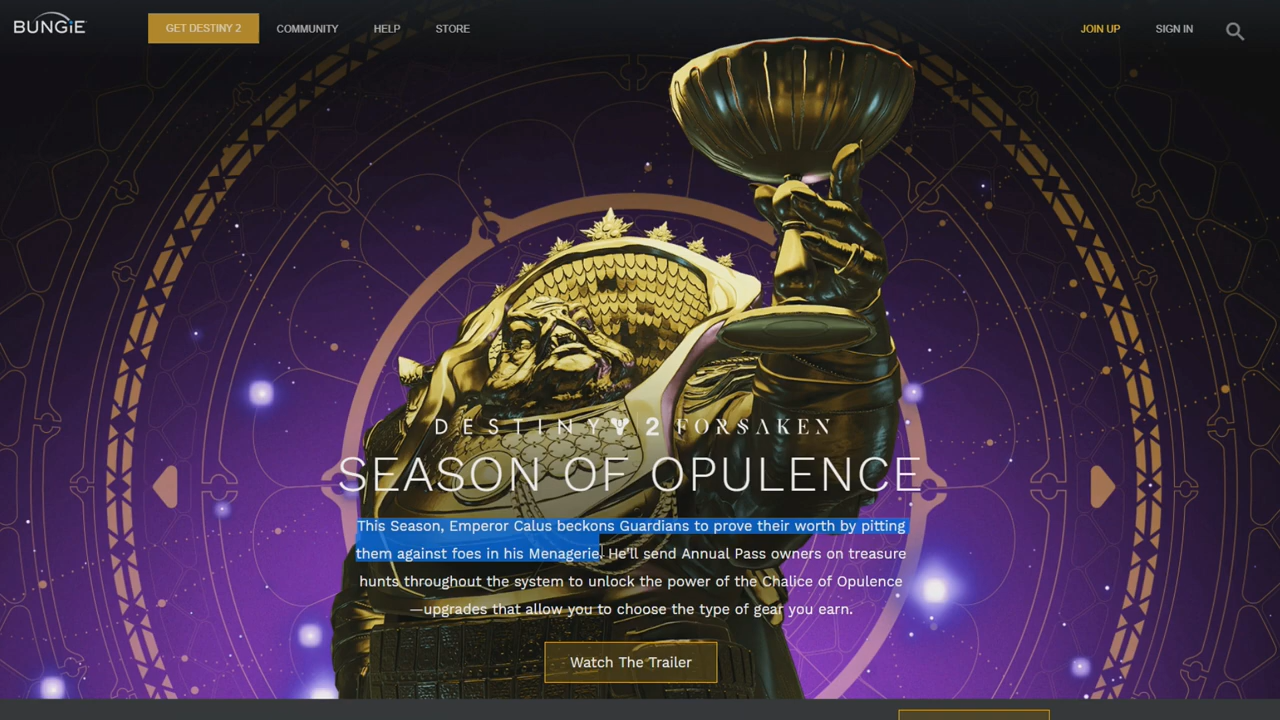 BUNGiE
GET DESTINY 2
COMMUNITY
HELP
STORE
JOIN UP
SIGN IN
DESTINY 2 FORSAKEN
SEASON OF OPULENCE
This Season, Emperor Calus beckons Guardians to prove their worth by pitting
them against foes in his Menagerie. He'll send Annual Pass owners on treasure
hunts throughout the system to unlock the power of the Chalice of Opulence
—upgrades that allow you to choose the type of gear you earn.
Watch The Trailer